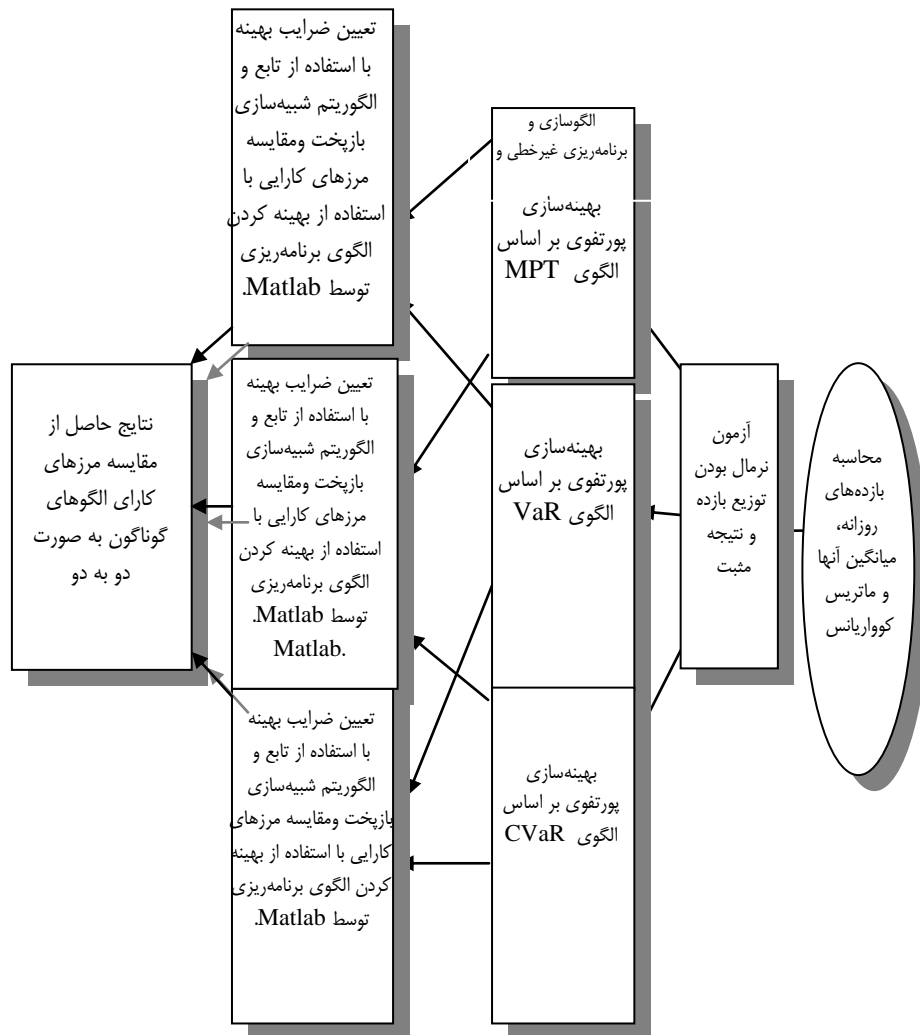 محاسبه
بازده‌های
روزانه،
میانگین آنها
و ماتریس
کوواریانس
آزمون
نرمال بودن
توزیع بازده
و نتیجه
مثبت
الگوسازی و
برنامه‌ریزی غیرخطی و
بهینه‌سازی
پورتفوی بر اساس
الگوی MPT
بهینه‌سازی
پورتفوی بر اساس
الگوی VaR
بهینه‌سازی
پورتفوی بر اساس
الگوی CVaR
تعیین ضرایب بهینه
با استفاده از تابع و
الگوریتم شبیه‌سازی
بازپخت ومقایسه
مرزهای کارایی با
استفاده از بهینه کردن
الگوی برنامه‌ریزی
توسط Matlab.
تعیین ضرایب بهینه
با استفاده از تابع و
الگوریتم شبیه‌سازی
بازپخت ومقایسه
مرزهای کارایی با
استفاده از بهینه کردن
الگوی برنامه‌ریزی
توسط Matlab.
Matlab.
تعیین ضرایب بهینه
با استفاده از تابع و
الگوریتم شبیه‌سازی
بازپخت ومقایسه مرزهای
کارایی با استفاده از بهینه
کردن الگوی برنامه‌ریزی
توسط Matlab.
نتایج حاصل از
مقایسه مرزهای
کارای الگوهای
گوناگون به صورت
دو به دو